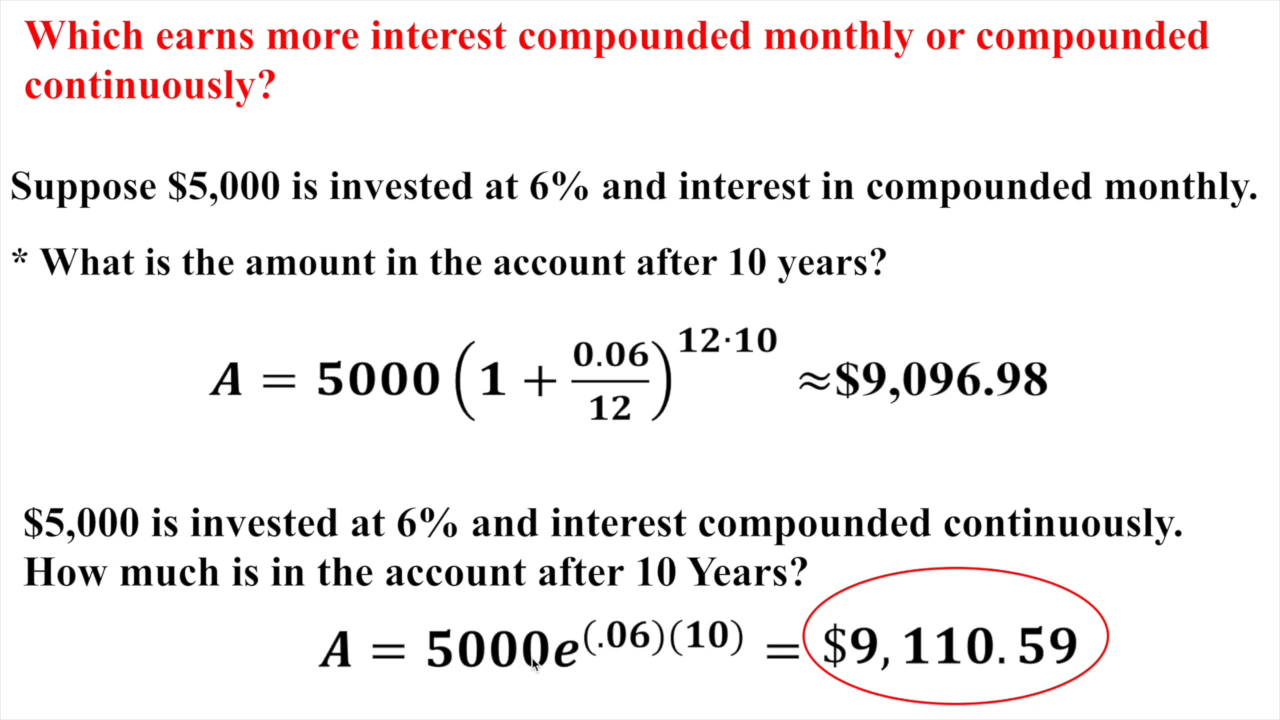 Which earns more interest compounded monthly or compounded
continuously?
Suppose $5,000 is invested at 6% and interest in compounded monthly.
* What is the amount in the account after 10 years?
A = 5000 (1 + 0.06/12)^12·10 ≈$9,096.98
$5,000 is invested at 6% and interest compounded continuously.
How much is in the account after 10 Years?
A = 5000e^(.06)(10) = $9,110.59